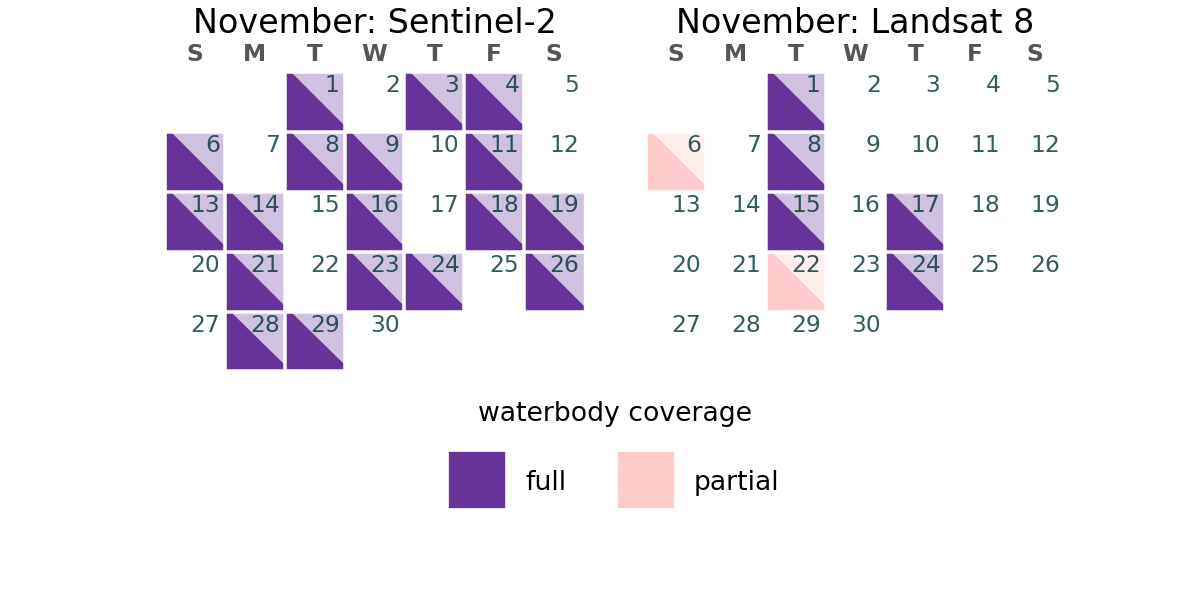 November: Sentinel-2
S M T W T F S
1 2 3 4 5
6 7 8 9 10 11 12
13 14 15 16 17 18 19
20 21 22 23 24 25 26
27 28 29 30
November: Landsat 8
S M T W T F S
1 2 3 4 5
6 7 8 9 10 11 12
13 14 15 16 17 18 19
20 21 22 23 24 25 26
27 28 29 30
waterbody coverage
full partial